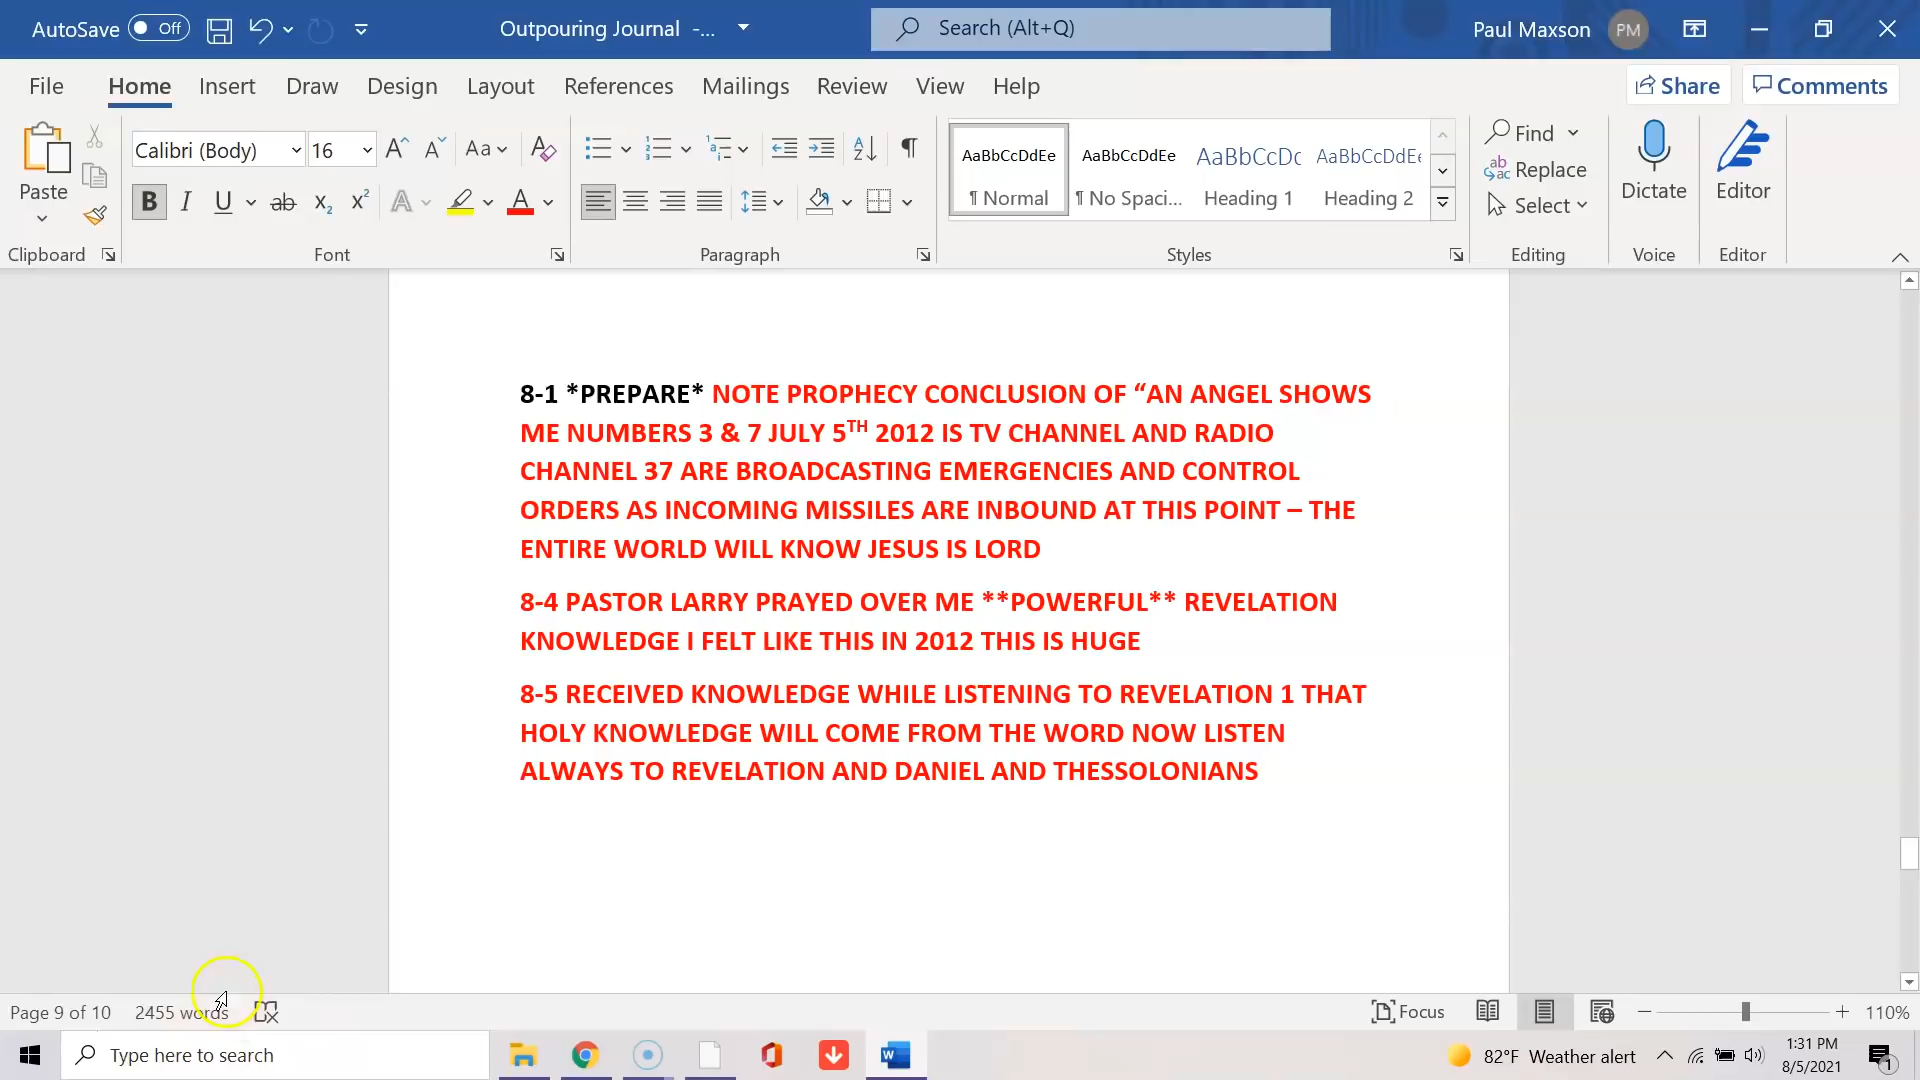 AutoSave Off Outpouring Journal -... Search (Alt+Q) Paul Maxson PM
File Home Insert Draw Design Layout References Mailings Review View Help Share Comments
Paste Calibri (Body) 16 A A Aa A
B I U ab x2 x2 A A
AaBbCcDdEe AaBbCcDdEe AaBbCcDc AaBbCcDdEe
¶ Normal ¶ No Spaci... Heading 1 Heading 2
Find
Replace
Select
Dictate Editor
Clipboard Font Paragraph Styles Editing Voice Editor
8-1 *PREPARE* NOTE PROPHECY CONCLUSION OF “AN ANGEL SHOWS
ME NUMBERS 3 & 7 JULY 5TH 2012 IS TV CHANNEL AND RADIO
CHANNEL 37 ARE BROADCASTING EMERGENCIES AND CONTROL
ORDERS AS INCOMING MISSILES ARE INBOUND AT THIS POINT – THE
ENTIRE WORLD WILL KNOW JESUS IS LORD
8-4 PASTOR LARRY PRAYED OVER ME **POWERFUL** REVELATION
KNOWLEDGE I FELT LIKE THIS IN 2012 THIS IS HUGE
8-5 RECEIVED KNOWLEDGE WHILE LISTENING TO REVELATION 1 THAT
HOLY KNOWLEDGE WILL COME FROM THE WORD NOW LISTEN
ALWAYS TO REVELATION AND DANIEL AND THESSOLONIANS
Page 9 of 10 2455 words Focus 110%
Type here to search 82°F Weather alert 1:31 PM
8/5/2021 1